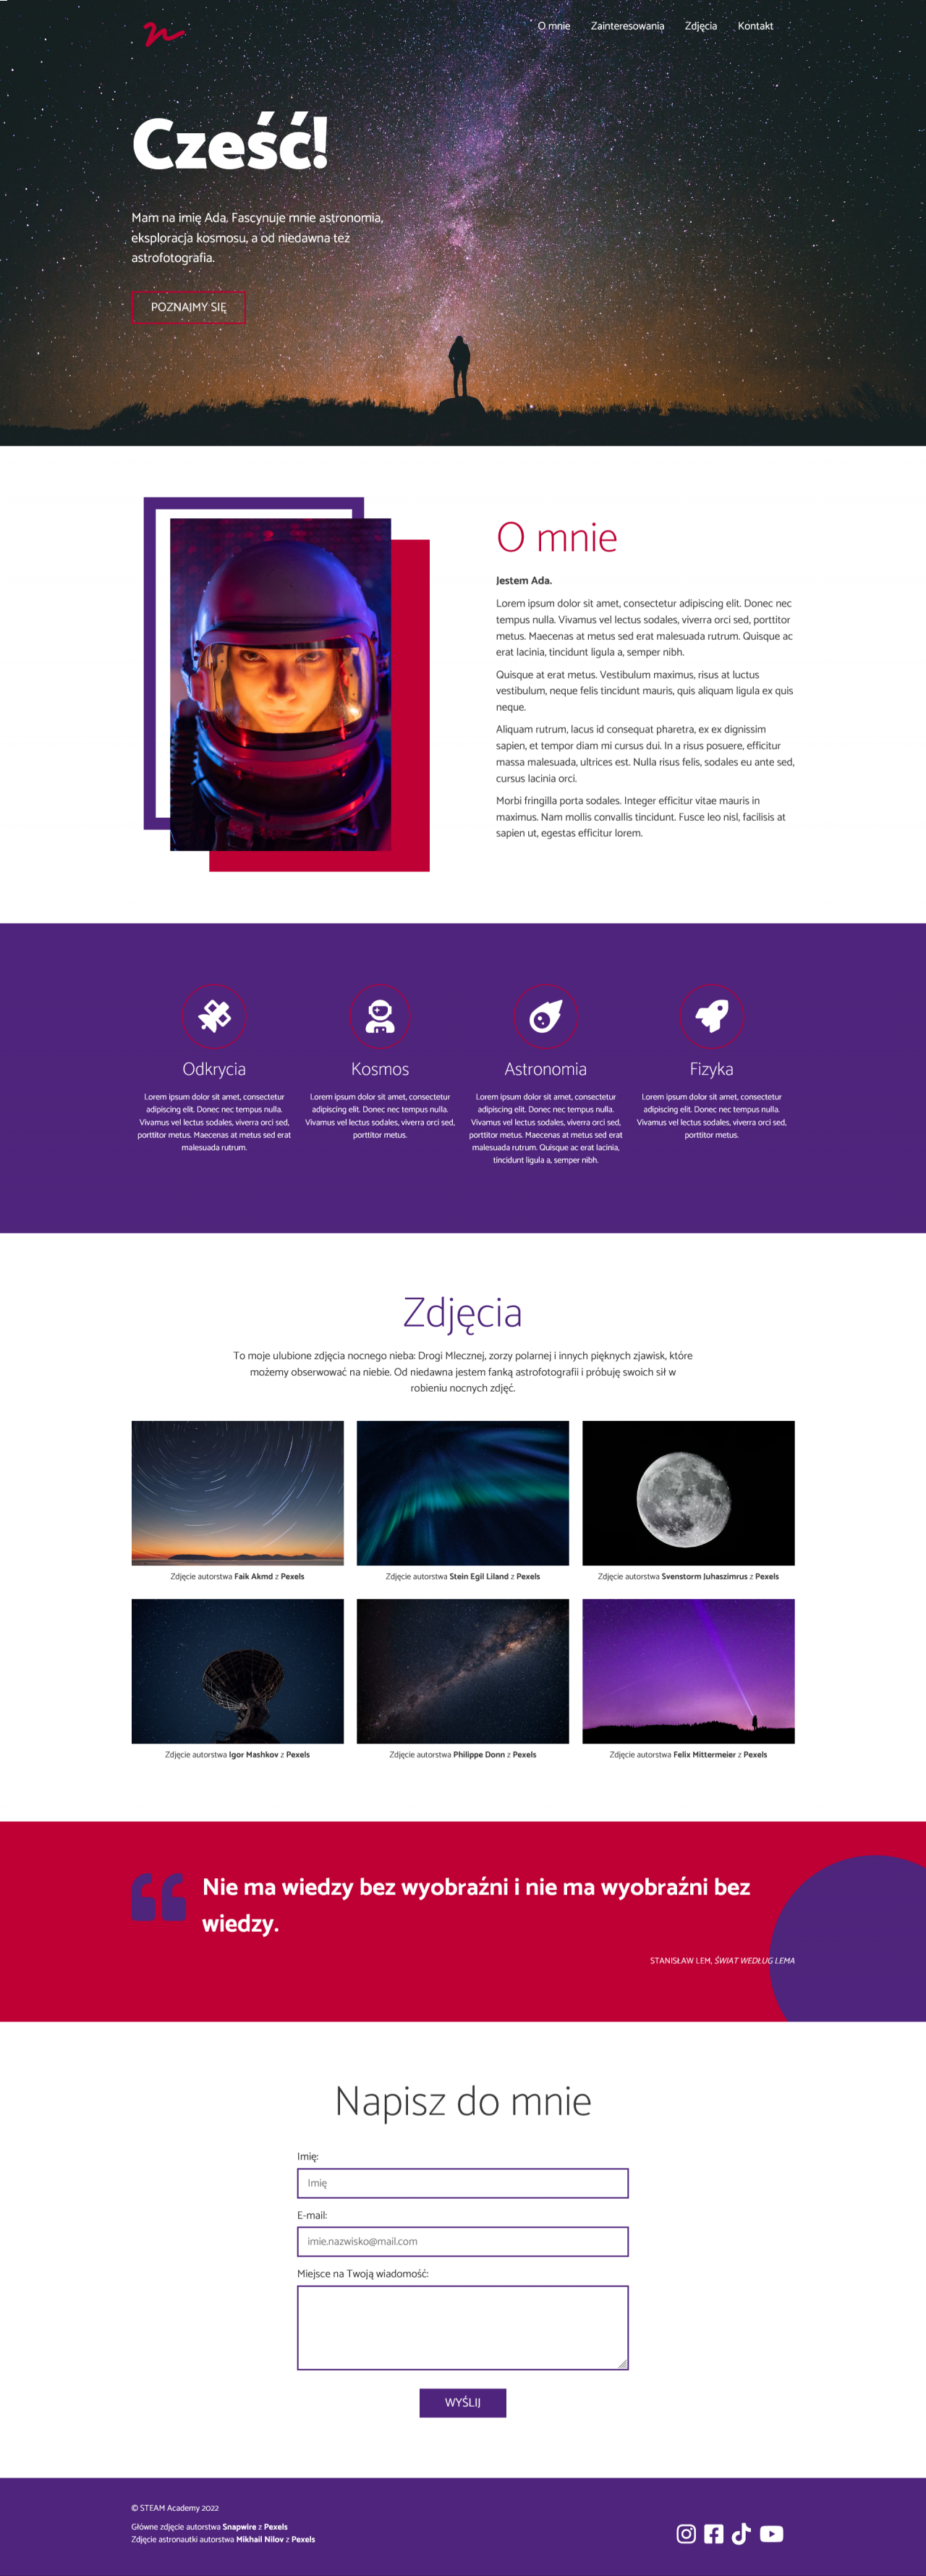 O mnie Zainteresowania Zdjęcia Kontakt
Cześć!
Mam na imię Ada. Fascynuje mnie astronomia,
eksploracja kosmosu, a od niedawna też
astrofotografia.
POZNAJMY SIĘ
O mnie
Jestem Ada.
Lorem ipsum dolor sit amet, consectetur adipiscing elit. Donec nec
tempus nulla. Vivamus vel lectus sodales, viverra orci sed, porttitor
metus. Maecenas at metus sed erat malesuada rutrum. Quisque ac
erat lacinia, tincidunt ligula a, semper nibh.
Quisque at erat metus. Vestibulum maximus, risus at luctus
vestibulum, neque felis tincidunt mauris, quis aliquam ligula ex quis
neque.
Aliquam rutrum, lacus id consequat pharetra, ex ex dignissim
sapien, et tempor diam mi cursus dui. In a risus posuere, efficitur
massa malesuada, ultrices est. Nulla risus felis, sodales eu ante sed,
cursus lacinia orci.
Morbi fringilla porta sodales. Integer efficitur vitae mauris in
maximus. Nam mollis convallis tincidunt. Fusce leo nisl, facilisis at
sapien ut, egestas efficitur lorem.
Odkrycia
Lorem ipsum dolor sit amet, consectetur
adipiscing elit. Donec nec tempus nulla.
Vivamus vel lectus sodales, viverra orci sed,
porttitor metus. Maecenas at metus sed erat
malesuada rutrum.
Kosmos
Lorem ipsum dolor sit amet, consectetur
adipiscing elit. Donec nec tempus nulla.
Vivamus vel lectus sodales, viverra orci sed,
porttitor metus.
Astronomia
Lorem ipsum dolor sit amet, consectetur
adipiscing elit. Donec nec tempus nulla.
Vivamus vel lectus sodales, viverra orci sed,
porttitor metus. Maecenas at metus sed erat
malesuada rutrum. Quisque ac erat lacinia,
tincidunt ligula a, semper nibh.
Fizyka
Lorem ipsum dolor sit amet, consectetur
adipiscing elit. Donec nec tempus nulla.
Vivamus vel lectus sodales, viverra orci sed,
porttitor metus.
Zdjęcia
To moje ulubione zdjęcia nocnego nieba: Drogi Mlecznej, zorzy polarnej i innych pięknych zjawisk, które
możemy obserwować na niebie. Od niedawna jestem fanką astrofotografii i próbuję swoich sił w
robieniu nocnych zdjęć.
Zdjęcie autorstwa Faik Akmd z Pexels
Zdjęcie autorstwa Stein Egil Liland z Pexels
Zdjęcie autorstwa Svenstorm Juhaszimrus z Pexels
Zdjęcie autorstwa Igor Mashkov z Pexels
Zdjęcie autorstwa Philippe Donn z Pexels
Zdjęcie autorstwa Felix Mittermeier z Pexels
Nie ma wiedzy bez wyobraźni i nie ma wyobraźni bez
wiedzy.
STANISŁAW LEM, ŚWIAT WEDŁUG LEMA
Napisz do mnie
Imię:
Imię
E-mail:
imie.nazwisko@mail.com
Miejsce na Twoją wiadomość:
WYŚLIJ
© STEAM Academy 2022
Główne zdjęcie autorstwa Snapwire z Pexels
Zdjęcie astronautki autorstwa Mikhail Nilov z Pexels